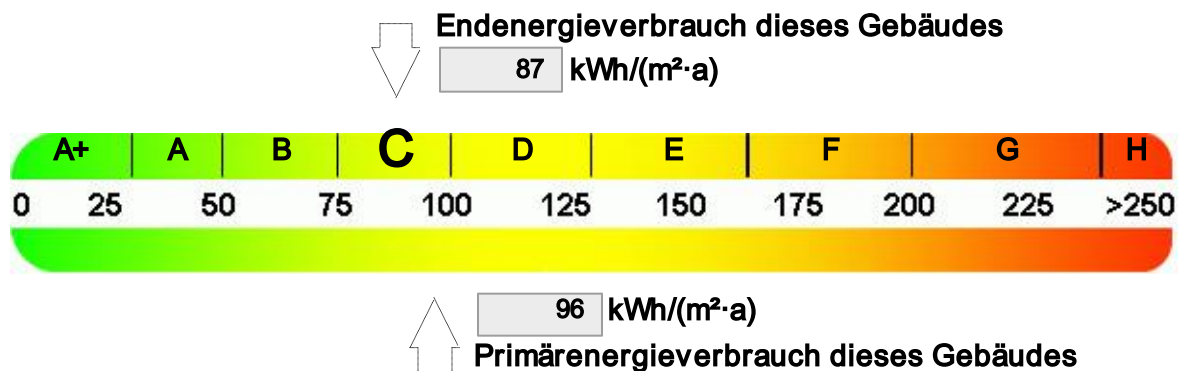 Endenergieverbrauch dieses Gebäudes
87 kWh/(m²·a)
A+ A B C D E F G H
0 25 50 75 100 125 150 175 200 225 >250
96 kWh/(m²·a)
Primärenergieverbrauch dieses Gebäudes